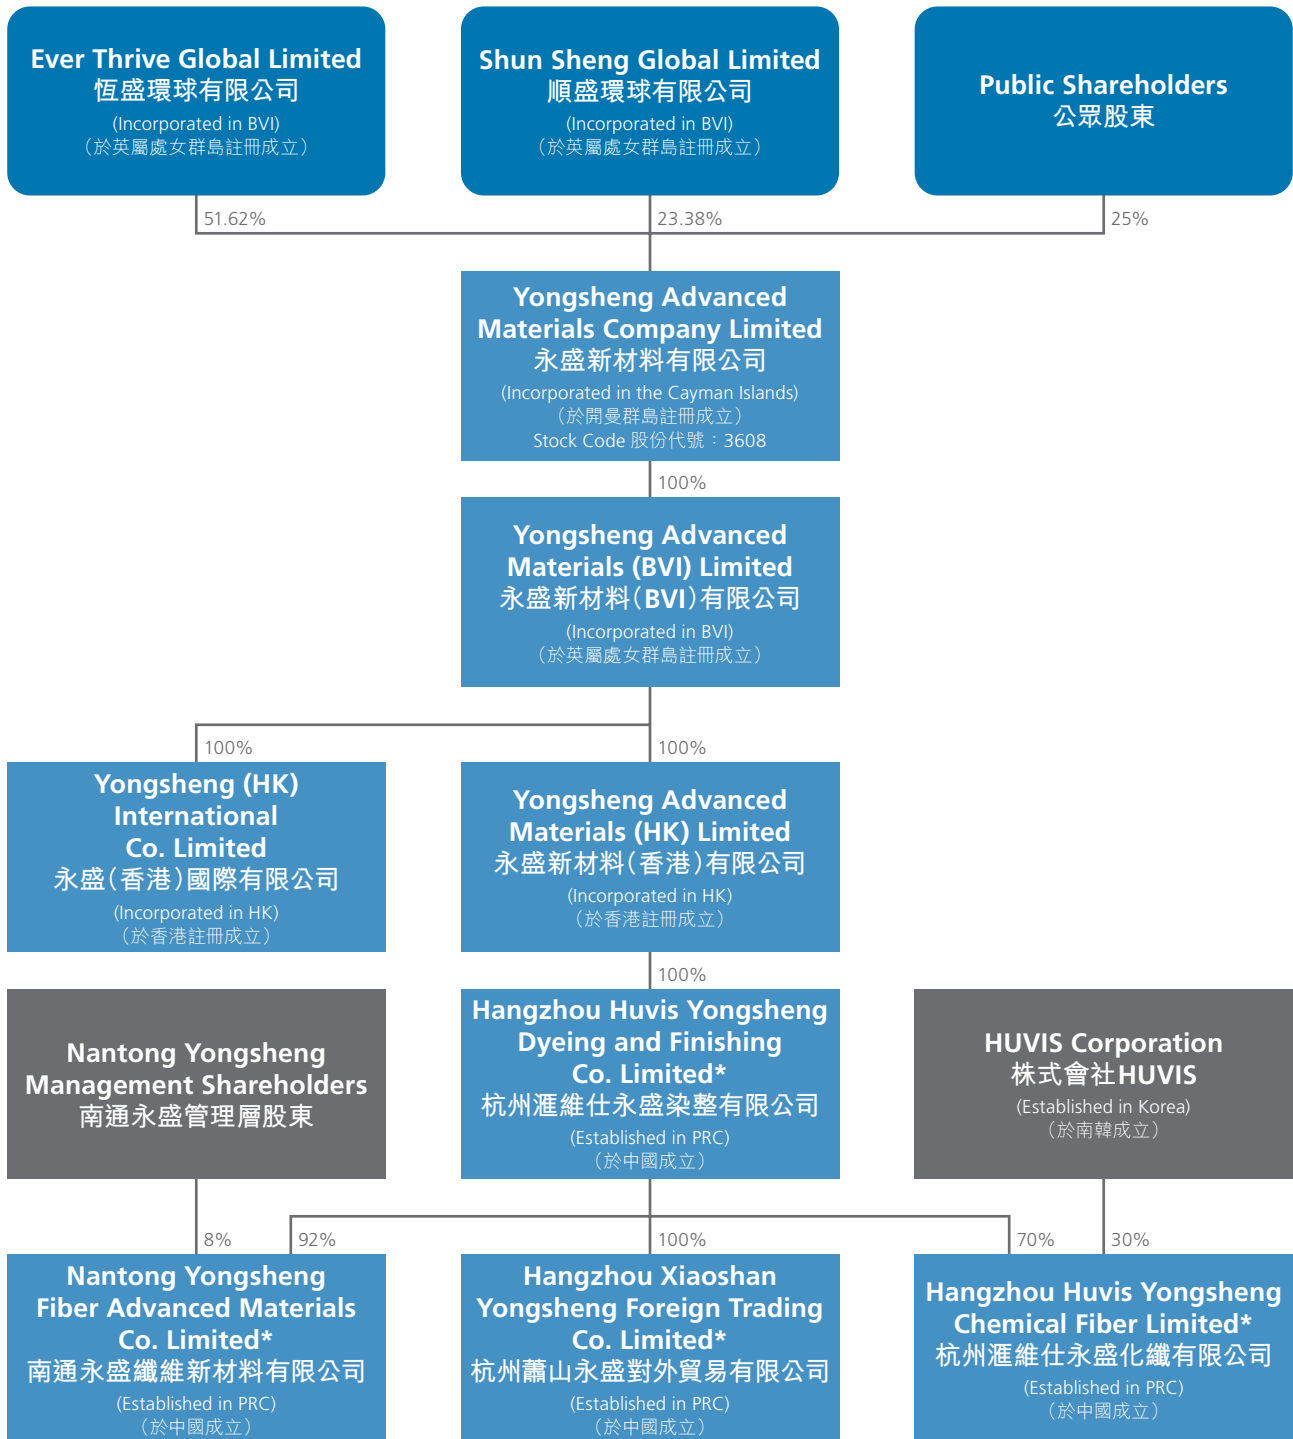 Ever Thrive Global Limited
恆盛環球有限公司
(Incorporated in BVI)
（於英屬處女群島註冊成立）
Shun Sheng Global Limited
順盛環球有限公司
(Incorporated in BVI)
（於英屬處女群島註冊成立）
Public Shareholders
公眾股東
51.62%
23.38%
25%
Yongsheng Advanced
Materials Company Limited
永盛新材料有限公司
(Incorporated in the Cayman Islands)
（於開曼群島註冊成立）
Stock Code 股份代號：3608
100%
Yongsheng Advanced
Materials (BVI) Limited
永盛新材料（BVI）有限公司
(Incorporated in BVI)
（於英屬處女群島註冊成立）
100%
100%
Yongsheng (HK)
International
Co. Limited
永盛（香港）國際有限公司
(Incorporated in HK)
（於香港註冊成立）
Yongsheng Advanced
Materials (HK) Limited
永盛新材料（香港）有限公司
(Incorporated in HK)
（於香港註冊成立）
100%
Nantong Yongsheng
Management Shareholders
南通永盛管理層股東
Hangzhou Huvis Yongsheng
Dyeing and Finishing
Co. Limited*
杭州滙維仕永盛染整有限公司
(Established in PRC)
（於中國成立）
HUVIS Corporation
株式會社HUVIS
(Established in Korea)
（於南韓成立）
8%
92%
100%
70%
30%
Nantong Yongsheng
Fiber Advanced Materials
Co. Limited*
南通永盛纖維新材料有限公司
(Established in PRC)
（於中國成立）
Hangzhou Xiaoshan
Yongsheng Foreign Trading
Co. Limited*
杭州蕭山永盛對外貿易有限公司
(Established in PRC)
（於中國成立）
Hangzhou Huvis Yongsheng
Chemical Fiber Limited*
杭州滙維仕永盛化纖有限公司
(Established in PRC)
（於中國成立）